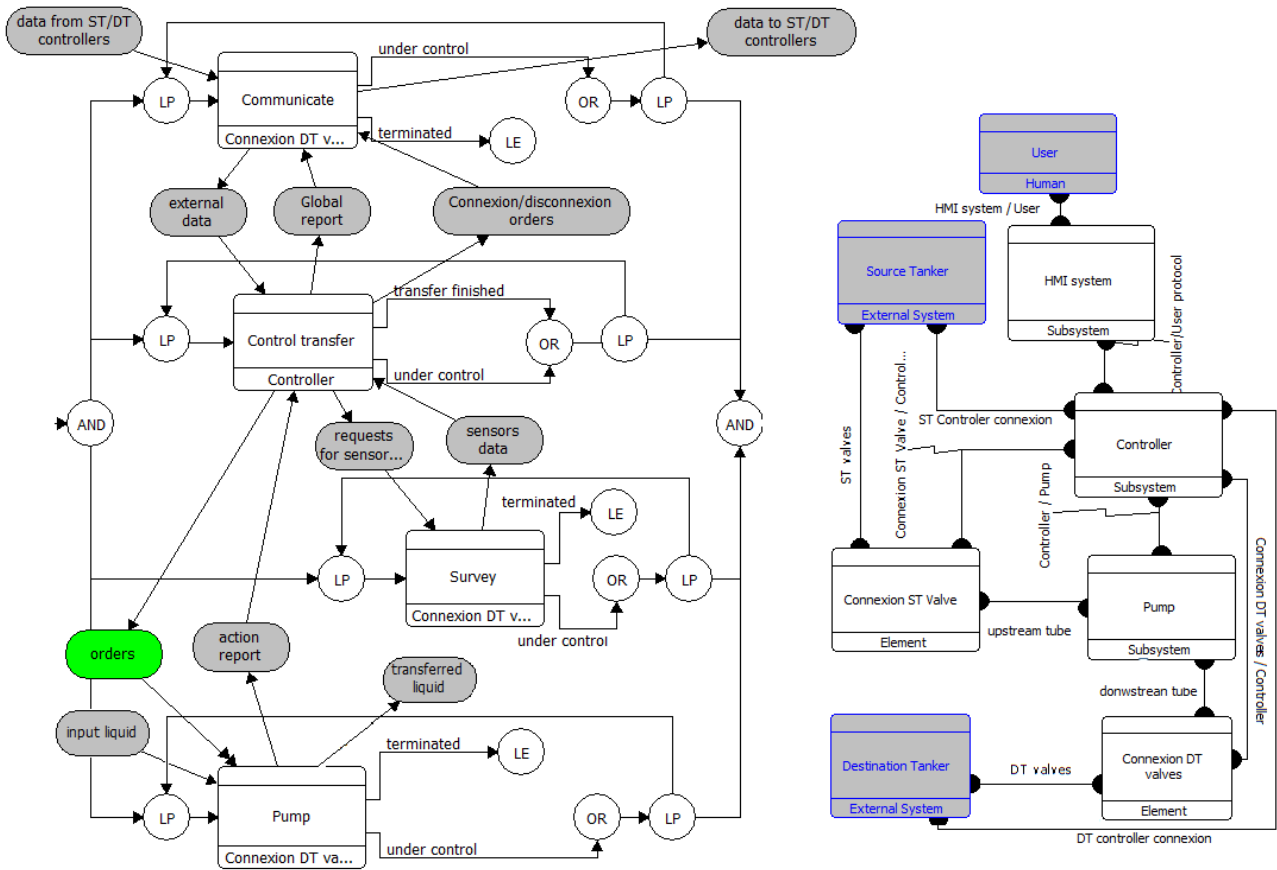 data from ST/DT
controllers
data to ST/DT
controllers
under control
LP
Communicate
OR
LP
Connexion DT v...
terminated
LE
external
data
Global
report
Connexion/disconnexion
orders
transfer finished
LP
Control transfer
OR
LP
Controller
under control
AND
AND
requests
for sensor...
sensors
data
terminated
LE
LP
Survey
OR
LP
Connexion DT v...
under control
orders
action
report
transferred
liquid
input liquid
terminated
LE
LP
Pump
OR
LP
Connexion DT va...
under control
User
Human
HMI system / User
Source Tanker
External System
HMI system
Subsystem
Controller/User protocol
ST Controler connexion
Controller
Subsystem
ST valves
Connexion ST Valve / Control...
Controller / Pump
Connexion DT valves / Controller
Connexion ST Valve
Element
upstream tube
Pump
Subsystem
donwstrean tube
Destination Tanker
External System
DT valves
Connexion DT
valves
Element
DT controller connexion